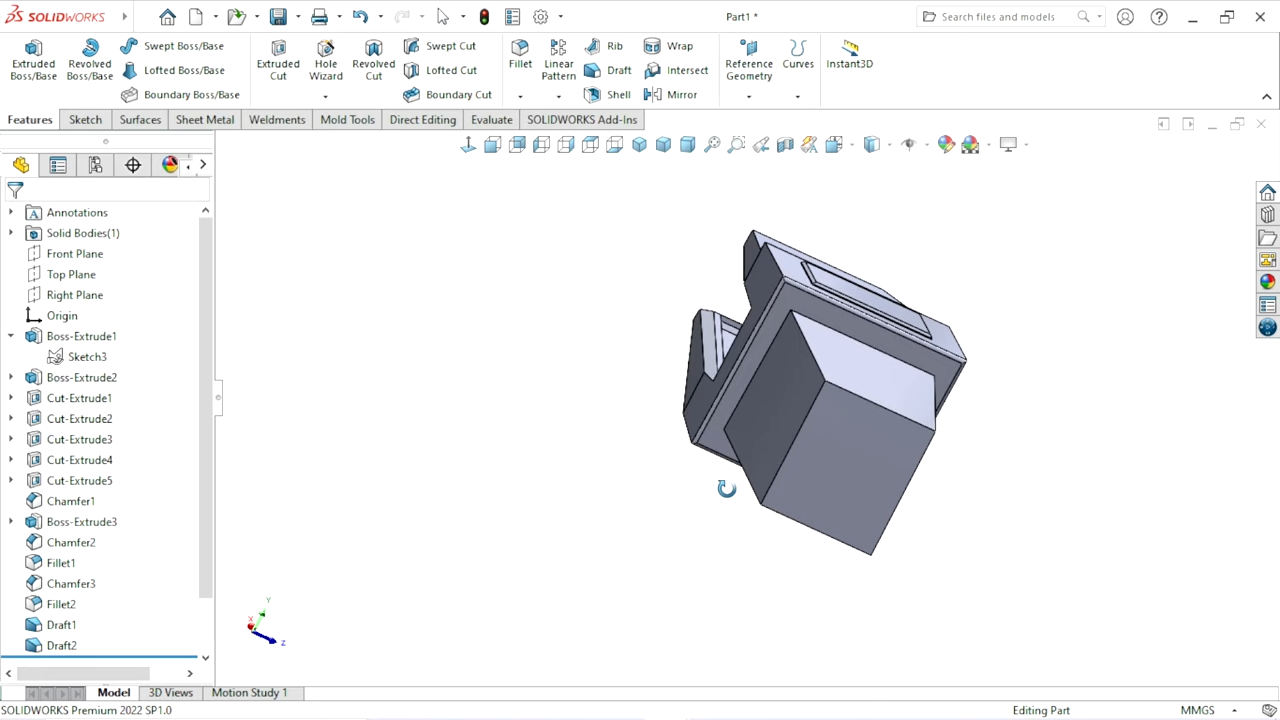 SOLIDWORKS
Part1 *
Search files and models
Extruded Boss/Base
Revolved Boss/Base
Swept Boss/Base
Lofted Boss/Base
Boundary Boss/Base
Extruded Cut
Hole Wizard
Revolved Cut
Swept Cut
Lofted Cut
Boundary Cut
Fillet
Linear Pattern
Rib
Draft
Shell
Wrap
Intersect
Mirror
Reference Geometry
Curves
Instant3D
Features
Sketch
Surfaces
Sheet Metal
Weldments
Mold Tools
Direct Editing
Evaluate
SOLIDWORKS Add-Ins
Annotations
Solid Bodies(1)
Front Plane
Top Plane
Right Plane
Origin
Boss-Extrude1
Sketch3
Boss-Extrude2
Cut-Extrude1
Cut-Extrude2
Cut-Extrude3
Cut-Extrude4
Cut-Extrude5
Chamfer1
Boss-Extrude3
Chamfer2
Fillet1
Chamfer3
Fillet2
Draft1
Draft2
Y
X
Z
Model
3D Views
Motion Study 1
SOLIDWORKS Premium 2022 SP1.0
Editing Part
MMGS